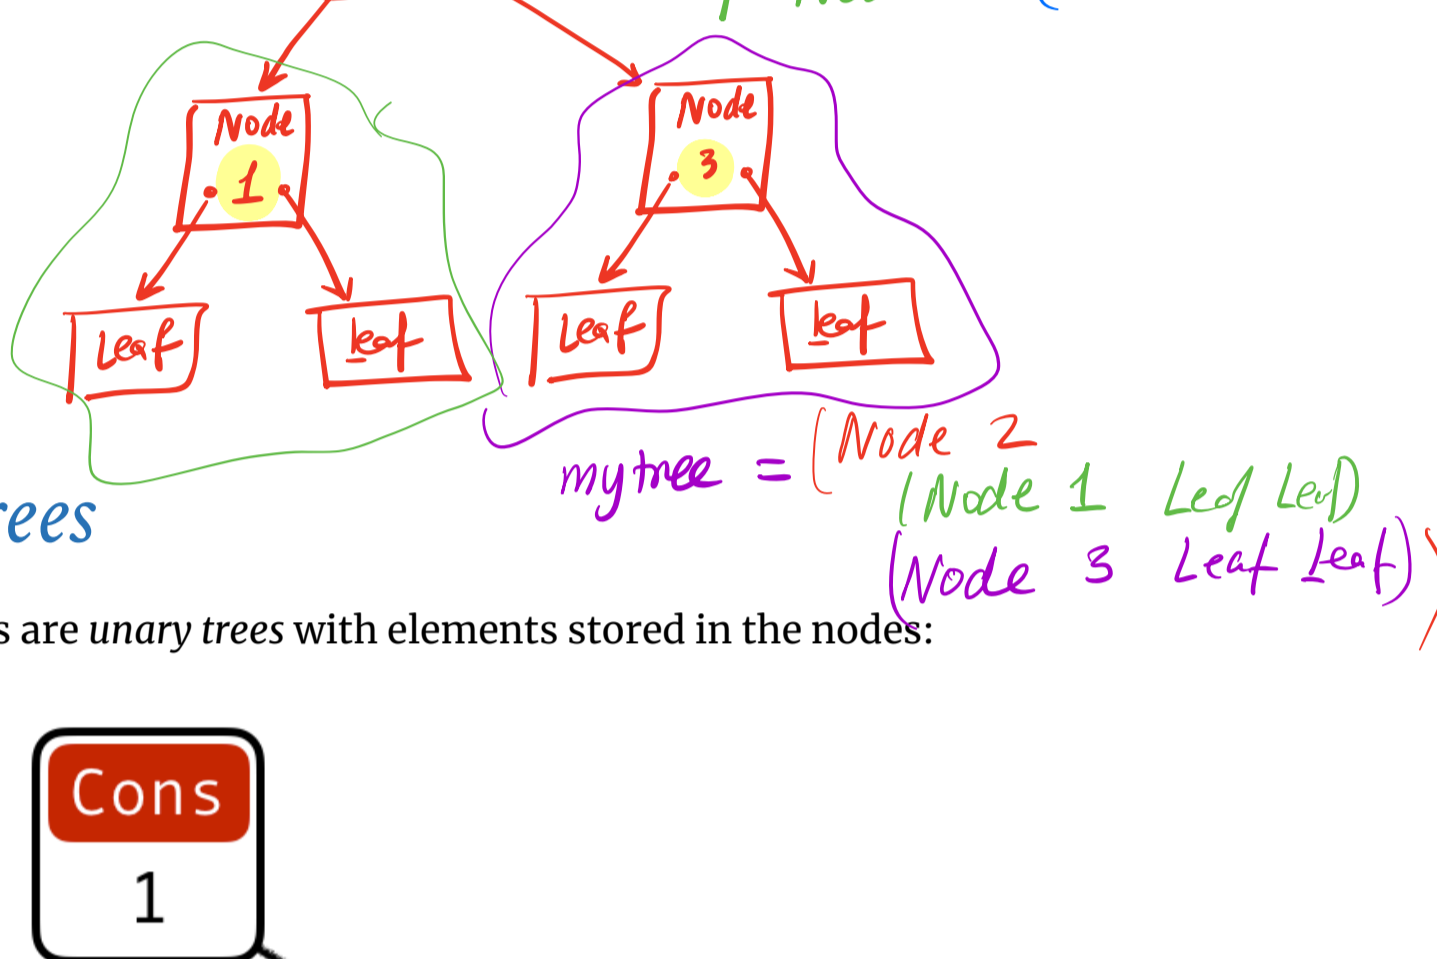 Node
1
Node
3
Leaf
Leaf
Leaf
Leaf
mytree = (Node 2
(Node 1 Leaf Leaf)
(Node 3 Leaf Leaf))
rees
s are unary trees with elements stored in the nodes:
Cons
1